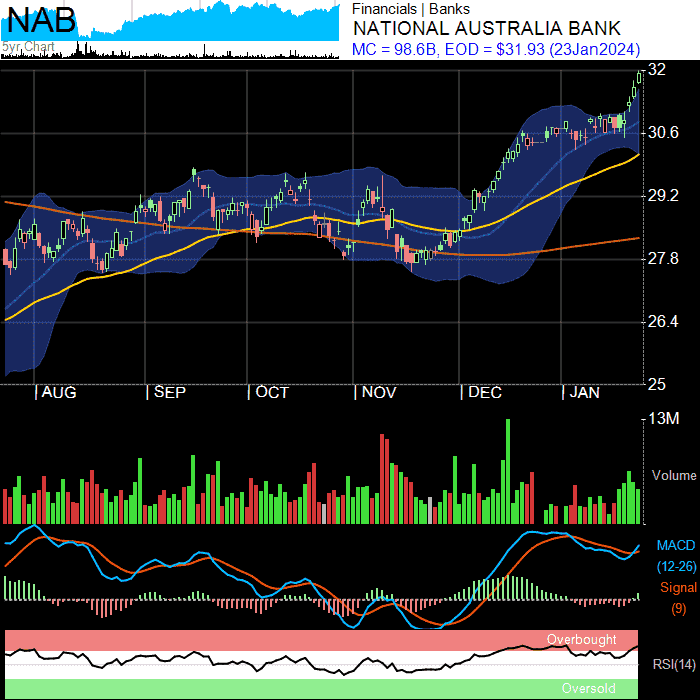 NAB
5yr Chart
Financials | Banks
NATIONAL AUSTRALIA BANK
MC = 98.6B, EOD = $31.93 (23Jan2024)
32
30.6
29.2
27.8
26.4
25
| AUG | SEP | OCT | NOV | DEC | JAN
13M
Volume
MACD
(12-26)
Signal
(9)
Overbought
RSI(14)
Oversold